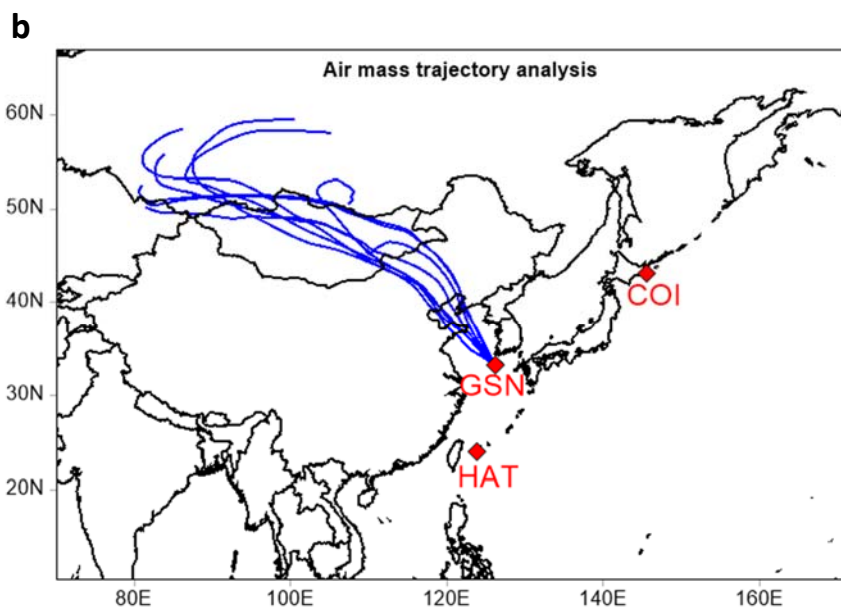 b
Air mass trajectory analysis
60N
50N
40N
30N
20N
COI
GSN
HAT
80E
100E
120E
140E
160E